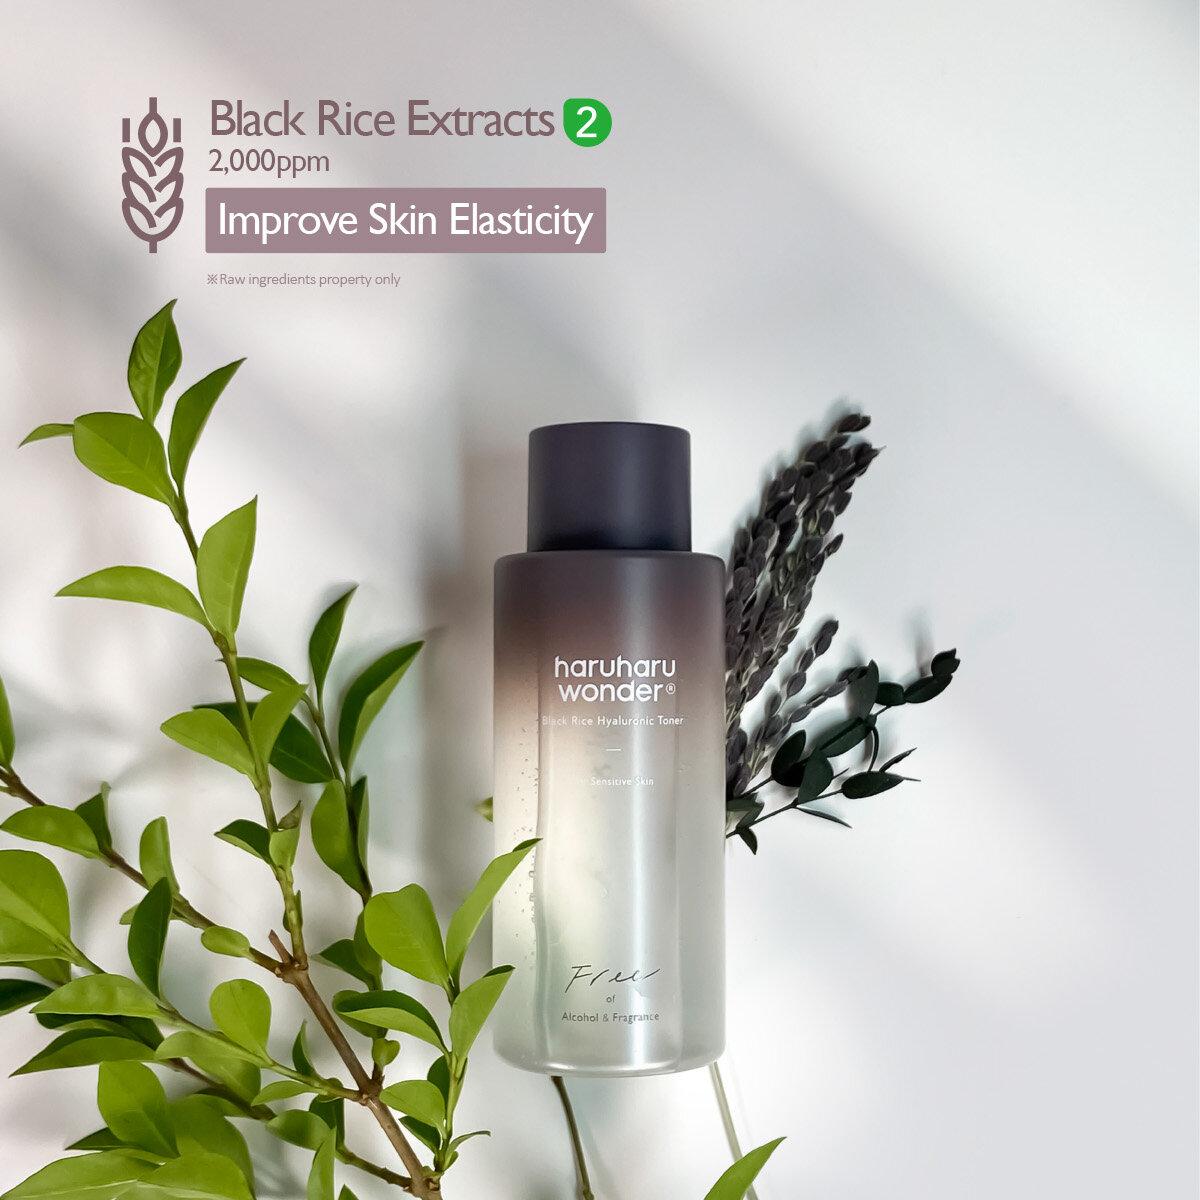 Black Rice Extracts 2
2,000ppm
Improve Skin Elasticity
※Raw ingredients property only
haruharu
wonder®
Black Rice Hyaluronic Toner
Sensitive Skin
Free
of
Alcohol & Fragrance